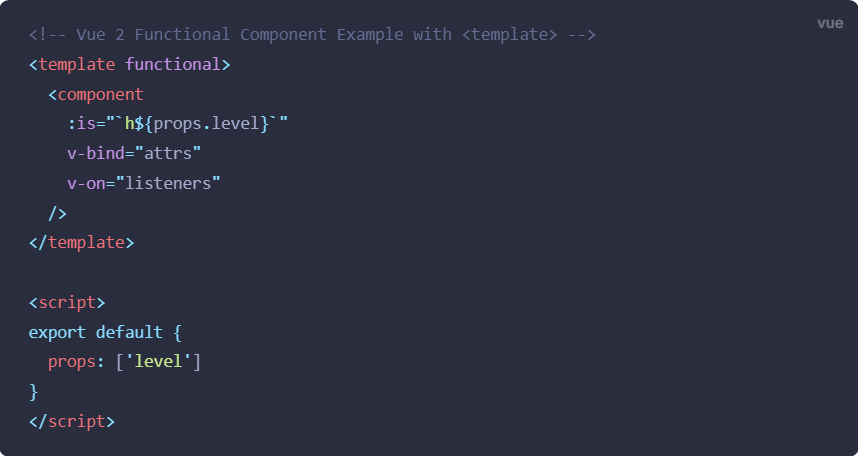 vue
<!-- Vue 2 Functional Component Example with <template> -->
<template functional>
  <component
    :is="`h${props.level}`"
    v-bind="attrs"
    v-on="listeners"
  />
</template>

<script>
export default {
  props: ['level']
}
</script>